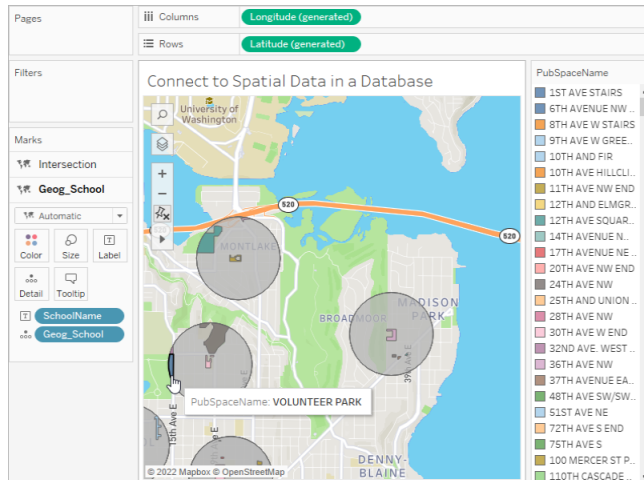 Pages
Columns
Longitude (generated)
Rows
Latitude (generated)
Filters
Marks
Intersection
Geog_School
Automatic
Color
Size
Label
Detail
Tooltip
SchoolName
Geog_School
Connect to Spatial Data in a Database
University of
Washington
520
520
MONTLAKE
MADISON
PARK
BROADMOOR
39th Ave E
PubSpaceName: VOLUNTEER PARK
15th Ave E
DENNY-
BLAINE
© 2022 Mapbox © OpenStreetMap
PubSpaceName
1ST AVE STAIRS
6TH AVENUE NW ..
8TH AVE W STAIRS
9TH AVE W GREE..
10TH AND FIR
10TH AVE HILLCLI..
11TH AVE NW END
12TH AND ELMGR..
12TH AVE SQUAR..
14TH AVENUE N..
17TH AVENUE NE ..
20TH AVE NW END
24TH AVE NW
25TH AND UNION ..
28TH AVE NW
30TH AVE W END
32ND AVE. WEST ..
36TH AVE NW
37TH AVENUE EA..
48TH AVE SW/SW..
51ST AVE NE
72TH AVE S END
75TH AVE S
100 MERCER ST P..
110TH CASCADE ..